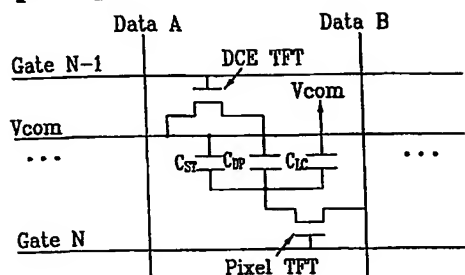 Data A Data B
Gate N-1
DCE TFT
Vcom
Vcom
... ...
CST CDP CLC
Gate N
Pixel TFT